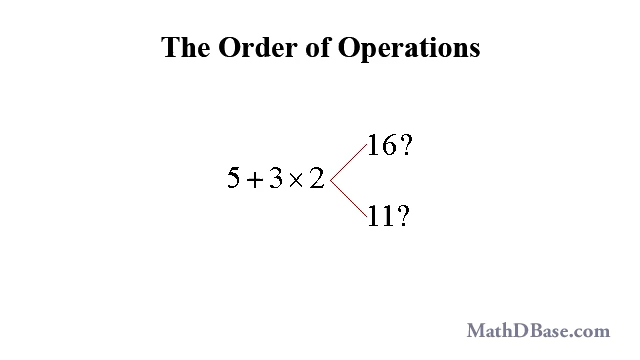 The Order of Operations
16?
5+3×2
11?
MathDBase.com